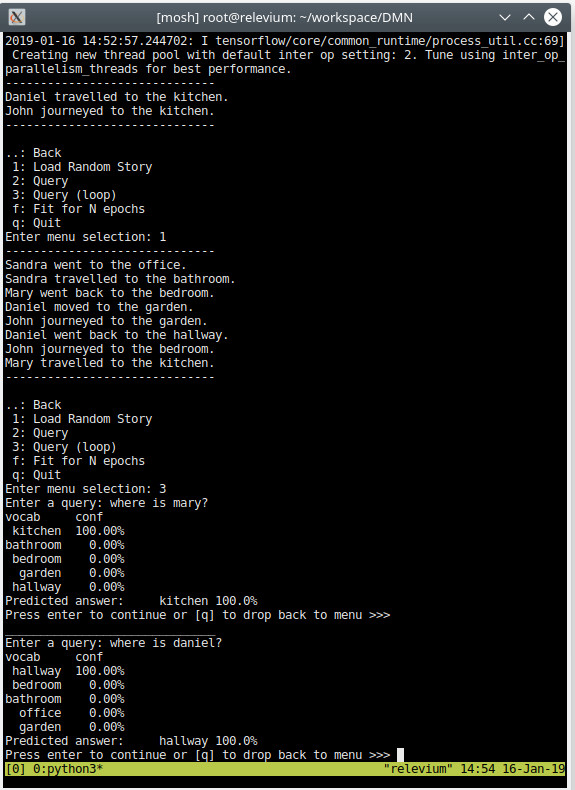 [mosh] root@relevium: ~/workspace/DMN
2019-01-16 14:52:57.244702: I tensorflow/core/common_runtime/process_util.cc:69]
 Creating new thread pool with default inter op setting: 2. Tune using inter_op_
parallelism_threads for best performance.
------------------------------
Daniel travelled to the kitchen.
John journeyed to the kitchen.
------------------------------
..: Back
 1: Load Random Story
 2: Query
 3: Query (loop)
 f: Fit for N epochs
 q: Quit
Enter menu selection: 1
------------------------------
Sandra went to the office.
Sandra travelled to the bathroom.
Mary went back to the bedroom.
Daniel moved to the garden.
John journeyed to the garden.
Daniel went back to the hallway.
John journeyed to the bedroom.
Mary travelled to the kitchen.
------------------------------
..: Back
 1: Load Random Story
 2: Query
 3: Query (loop)
 f: Fit for N epochs
 q: Quit
Enter menu selection: 3
Enter a query: where is mary?
vocab     conf
 kitchen  100.00%
bathroom    0.00%
 bedroom    0.00%
  garden    0.00%
 hallway    0.00%
Predicted answer:     kitchen 100.0%
Press enter to continue or [q] to drop back to menu >>>
______________________________
Enter a query: where is daniel?
vocab     conf
 hallway  100.00%
 bedroom    0.00%
bathroom    0.00%
  office    0.00%
  garden    0.00%
Predicted answer:     hallway 100.0%
Press enter to continue or [q] to drop back to menu >>>
[0] 0:python3* "relevium" 14:54 16-Jan-19